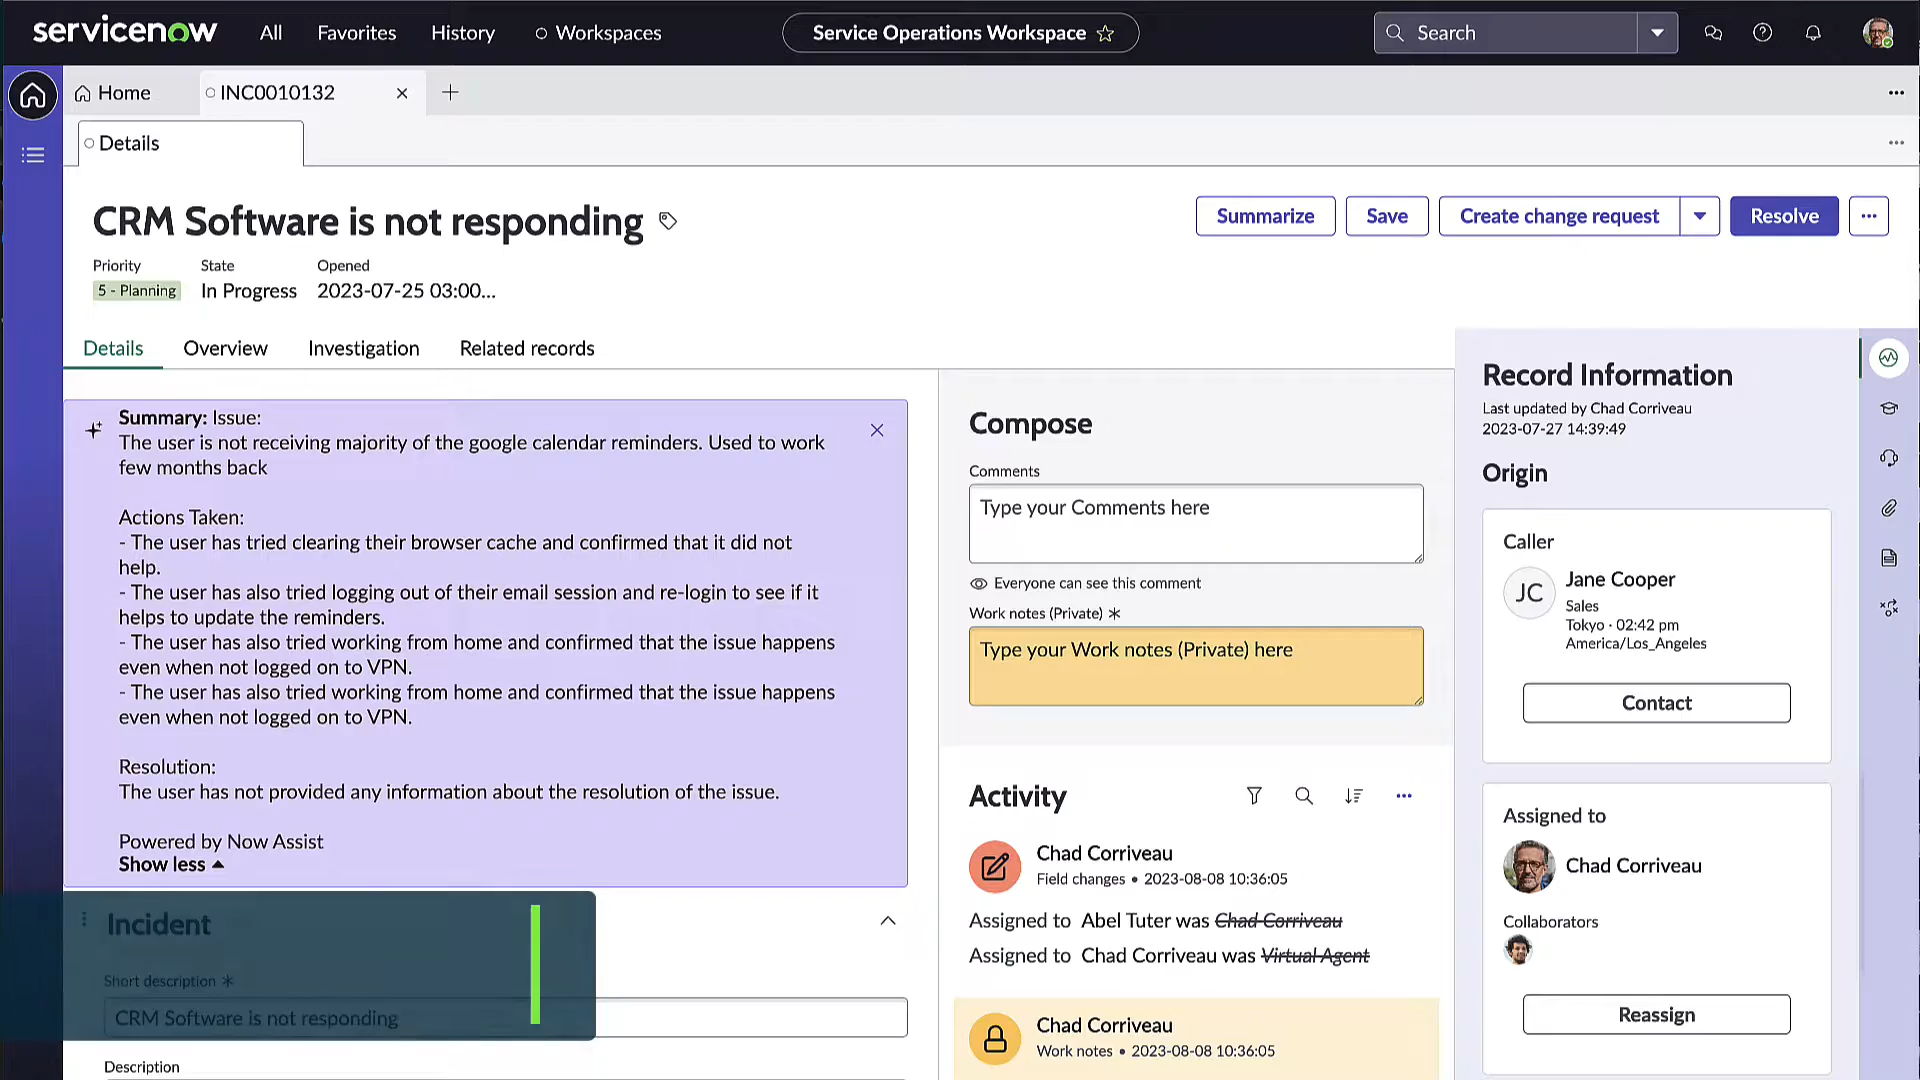 servicenow
All
Favorites
History
Workspaces
Service Operations Workspace
Search
Home
INC0010132
Details
CRM Software is not responding
Summarize
Save
Create change request
Resolve
Priority
State
Opened
5 - Planning
In Progress
2023-07-25 03:00...
Details
Overview
Investigation
Related records
Summary: Issue:
The user is not receiving majority of the google calendar reminders. Used to work
few months back
Actions Taken:
- The user has tried clearing their browser cache and confirmed that it did not
help.
- The user has also tried logging out of their email session and re-login to see if it
helps to update the reminders.
- The user has also tried working from home and confirmed that the issue happens
even when not logged on to VPN.
- The user has also tried working from home and confirmed that the issue happens
even when not logged on to VPN.
Resolution:
The user has not provided any information about the resolution of the issue.
Powered by Now Assist
Show less
Incident
Short description *
CRM Software is not responding
Description
Compose
Comments
Type your Comments here
Everyone can see this comment
Work notes (Private) *
Type your Work notes (Private) here
Activity
Chad Corriveau
Field changes • 2023-08-08 10:36:05
Assigned to Abel Tuter was Chad Corriveau
Assigned to Chad Corriveau was Virtual Agent
Chad Corriveau
Work notes • 2023-08-08 10:36:05
Record Information
Last updated by Chad Corriveau
2023-07-27 14:39:49
Origin
Caller
JC
Jane Cooper
Sales
Tokyo · 02:42 pm
America/Los_Angeles
Contact
Assigned to
Chad Corriveau
Collaborators
Reassign